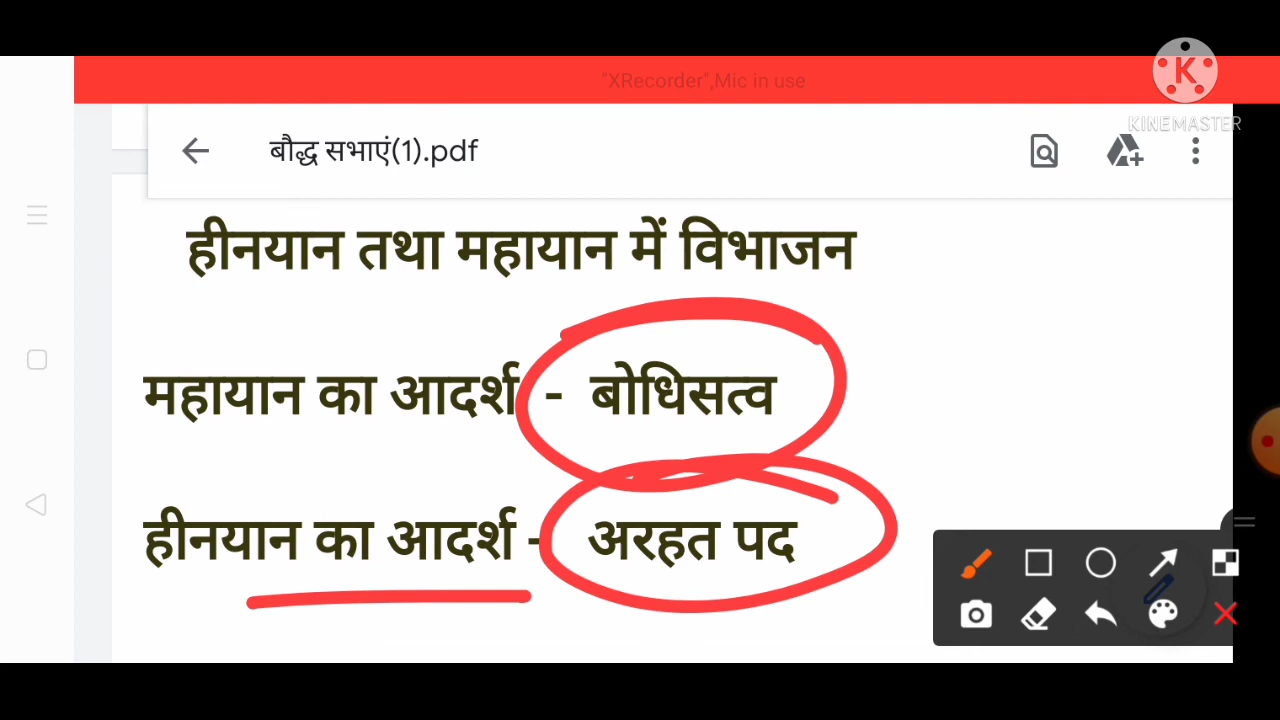 "XRecorder",Mic in use
K
KINEMASTER
बौद्ध सभाएं(1).pdf
हीनयान तथा महायान में विभाजन
महायान का आदर्श - बोधिसत्व
हीनयान का आदर्श - अरहत पद